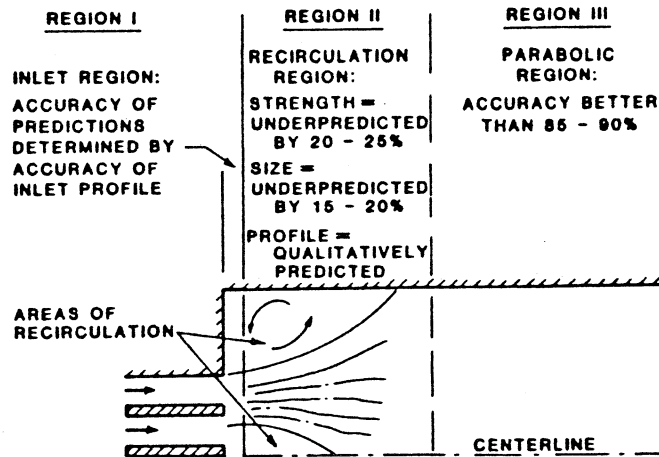 REGION I
INLET REGION:
ACCURACY OF
PREDICTIONS
DETERMINED BY
ACCURACY OF
INLET PROFILE
REGION II
RECIRCULATION
REGION:
STRENGTH =
UNDERPREDICTED
BY 20 - 25%
SIZE =
UNDERPREDICTED
BY 15 - 20%
PROFILE =
QUALITATIVELY
PREDICTED
REGION III
PARABOLIC
REGION:
ACCURACY BETTER
THAN 85 - 90%
AREAS OF
RECIRCULATION
CENTERLINE